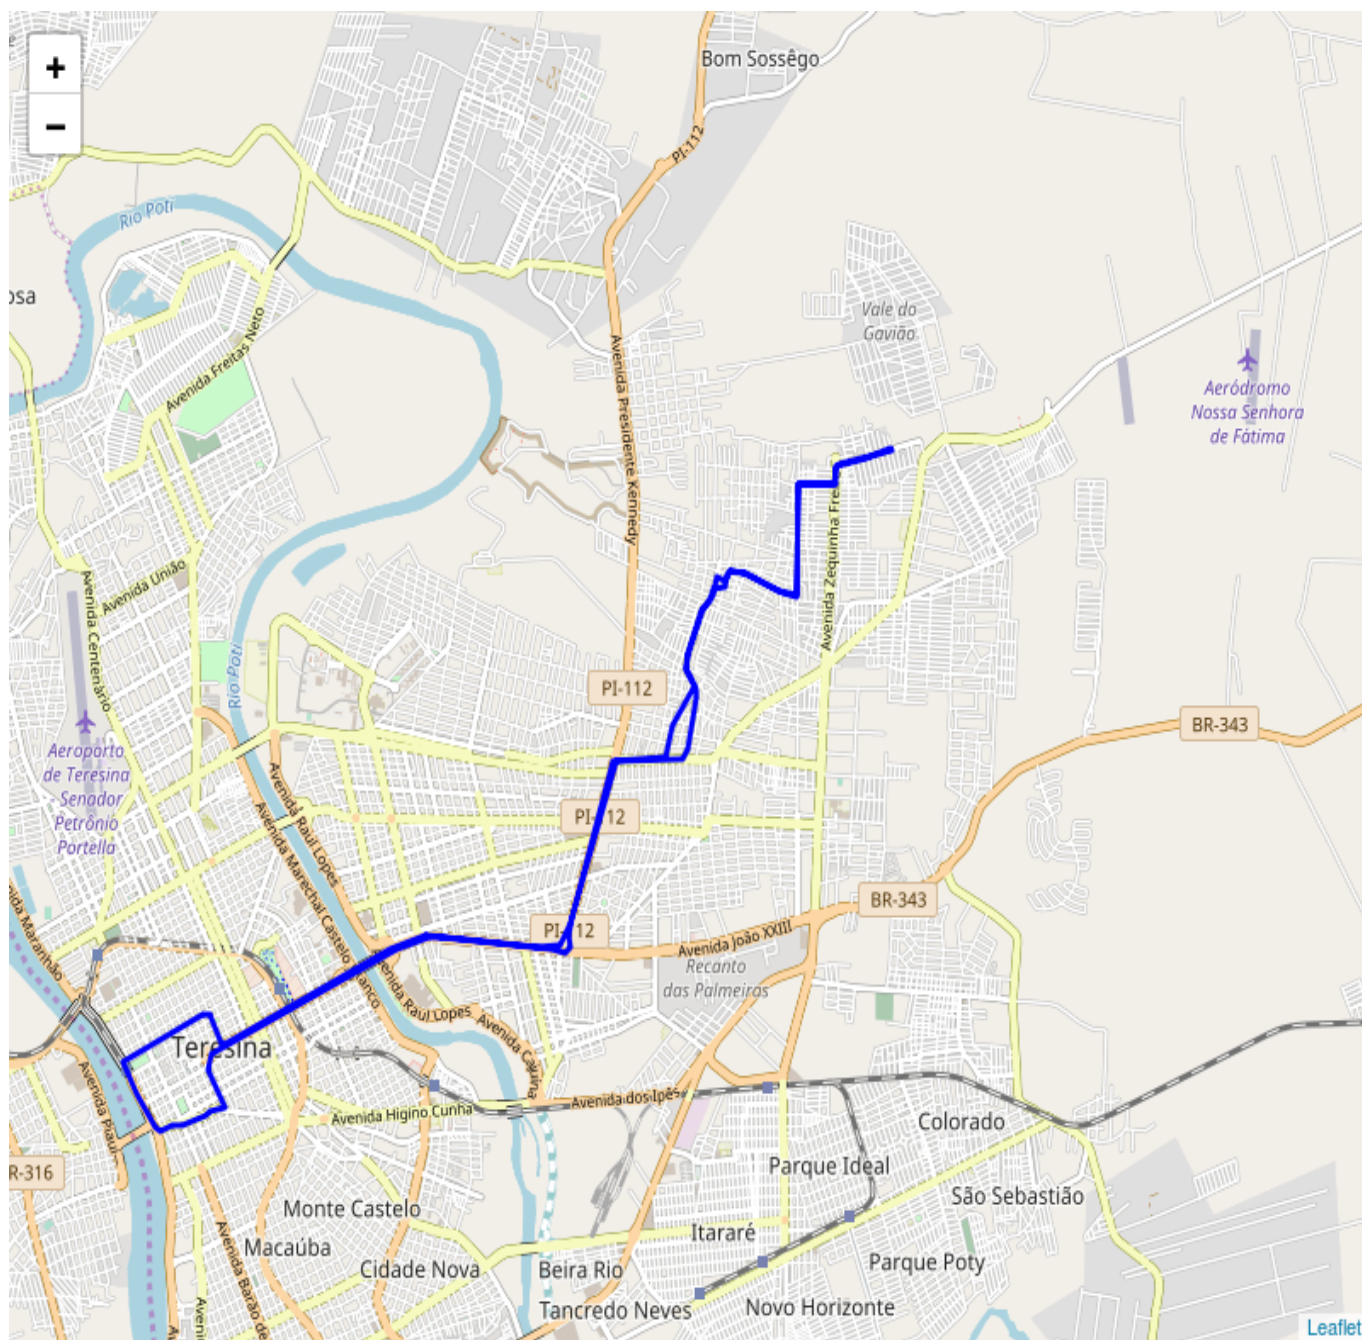 +
−
Bom Sossêgo
PI-112
Rio Poti
osa
Vale do
Gavião
Avenida Freitas Neto
Avenida Presidente Kennedy
Aeródromo
Nossa Senhora
de Fátima
Avenida União
Avenida Centenário
Avenida Zequinha Fre
Rio Poti
PI-112
BR-343
Aeroporto
de Teresina
- Senador
Petrônio
Portella
Avenida Raul Lopes
Avenida Marechal Castelo Branco
PI-112
BR-343
PI-112
Avenida João XXIII
nida Maranhão
Recanto
das Palmeiras
Avenida Raul Lopes
Avenida Cajuína
Teresina
Avenida Piauí
Avenida dos Ipês
Avenida Higino Cunha
Colorado
R-316
Parque Ideal
São Sebastião
Monte Castelo
Itararé
Macaúba
Cidade Nova
Beira Rio
Parque Poty
Tancredo Neves
Novo Horizonte
Avenida Barão de
Aveni
A
Leaflet